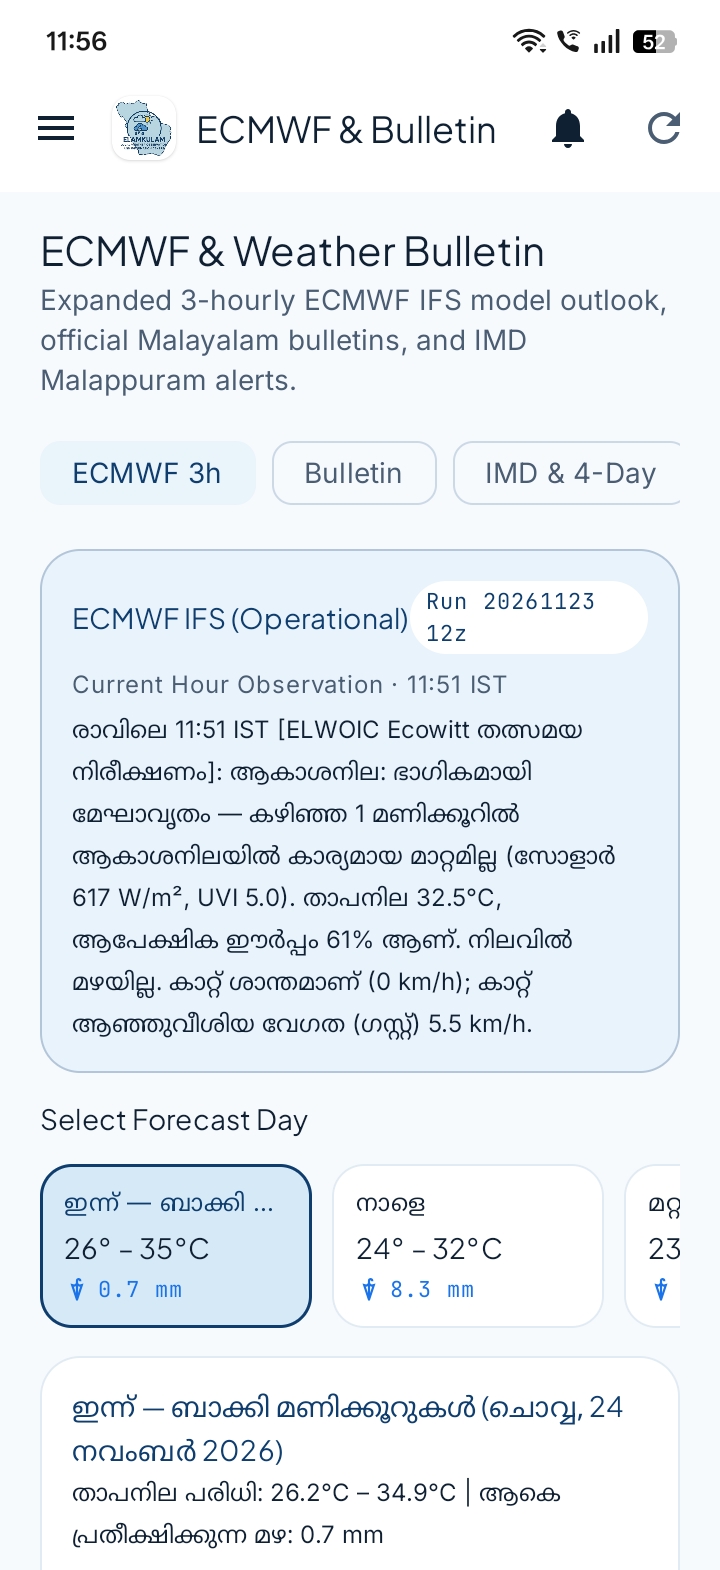 11:56
52
ELAMKULAM
ECMWF & Bulletin
ECMWF & Weather Bulletin
Expanded 3-hourly ECMWF IFS model outlook,
official Malayalam bulletins, and IMD
Malappuram alerts.
ECMWF 3h
Bulletin
IMD & 4-Day
ECMWF IFS (Operational)
Run 20261123
12z
Current Hour Observation · 11:51 IST
രാവിലെ 11:51 IST [ELWOIC Ecowitt തത്സമയ
നിരീക്ഷണം]: ആകാശനില: ഭാഗികമായി
മേഘാവൃതം — കഴിഞ്ഞ 1 മണിക്കൂറിൽ
ആകാശനിലയിൽ കാര്യമായ മാറ്റമില്ല (സോളാർ
617 W/m², UVI 5.0). താപനില 32.5°C,
ആപേക്ഷിക ഈർപ്പം 61% ആണ്. നിലവിൽ
മഴയില്ല. കാറ്റ് ശാന്തമാണ് (0 km/h); കാറ്റ്
ആഞ്ഞുവീശിയ വേഗത (ഗസ്റ്റ്) 5.5 km/h.
Select Forecast Day
ഇന്ന് — ബാക്കി ...
26° – 35°C
0.7 mm
നാളെ
24° – 32°C
8.3 mm
മറ്റ
23
ഇന്ന് — ബാക്കി മണിക്കൂറുകൾ (ചൊവ്വ, 24
നവംബർ 2026)
താപനില പരിധി: 26.2°C – 34.9°C | ആകെ
പ്രതീക്ഷിക്കുന്ന മഴ: 0.7 mm